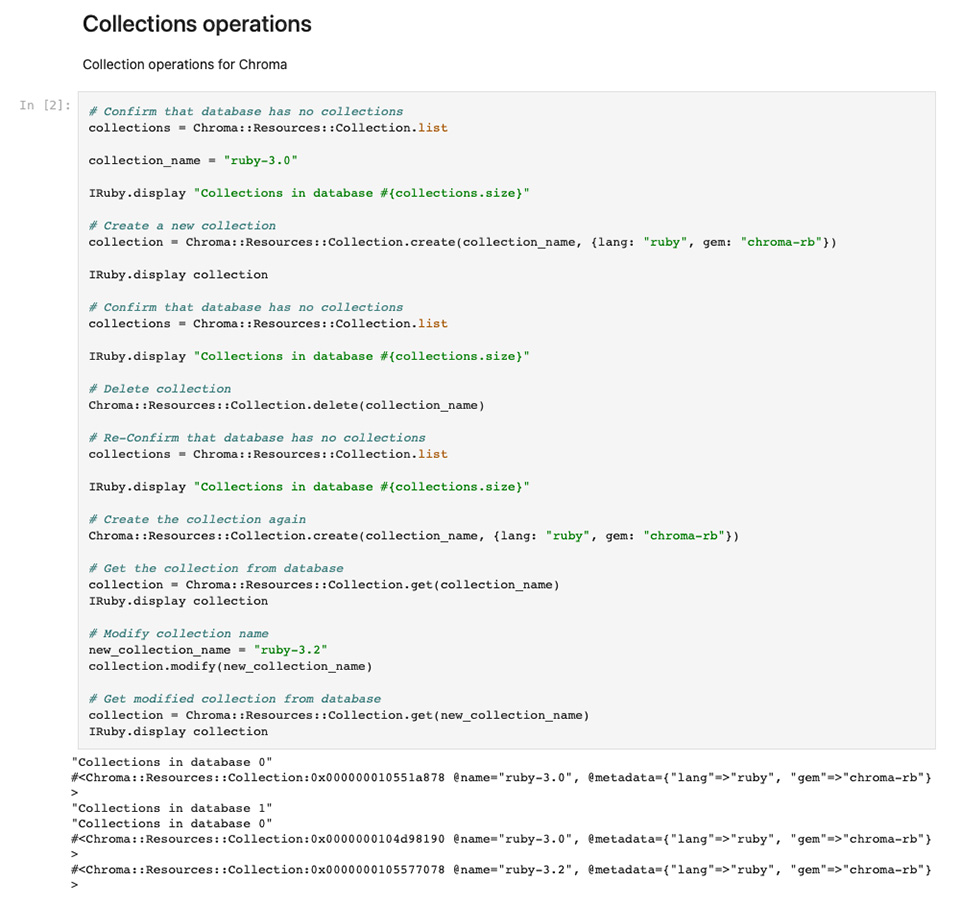 Collections operations
Collection operations for Chroma
In [2]:
# Confirm that database has no collections
collections = Chroma::Resources::Collection.list
collection_name = "ruby-3.0"
IRuby.display "Collections in database #{collections.size}"
# Create a new collection
collection = Chroma::Resources::Collection.create(collection_name, {lang: "ruby", gem: "chroma-rb"})
IRuby.display collection
# Confirm that database has no collections
collections = Chroma::Resources::Collection.list
IRuby.display "Collections in database #{collections.size}"
# Delete collection
Chroma::Resources::Collection.delete(collection_name)
# Re-Confirm that database has no collections
collections = Chroma::Resources::Collection.list
IRuby.display "Collections in database #{collections.size}"
# Create the collection again
Chroma::Resources::Collection.create(collection_name, {lang: "ruby", gem: "chroma-rb"})
# Get the collection from database
collection = Chroma::Resources::Collection.get(collection_name)
IRuby.display collection
# Modify collection name
new_collection_name = "ruby-3.2"
collection.modify(new_collection_name)
# Get modified collection from database
collection = Chroma::Resources::Collection.get(new_collection_name)
IRuby.display collection
"Collections in database 0"
#<Chroma::Resources::Collection:0x000000010551a878 @name="ruby-3.0", @metadata={"lang"=>"ruby", "gem"=>"chroma-rb"}
>
"Collections in database 1"
"Collections in database 0"
#<Chroma::Resources::Collection:0x0000000104d98190 @name="ruby-3.0", @metadata={"lang"=>"ruby", "gem"=>"chroma-rb"}
>
#<Chroma::Resources::Collection:0x0000000105577078 @name="ruby-3.2", @metadata={"lang"=>"ruby", "gem"=>"chroma-rb"}
>